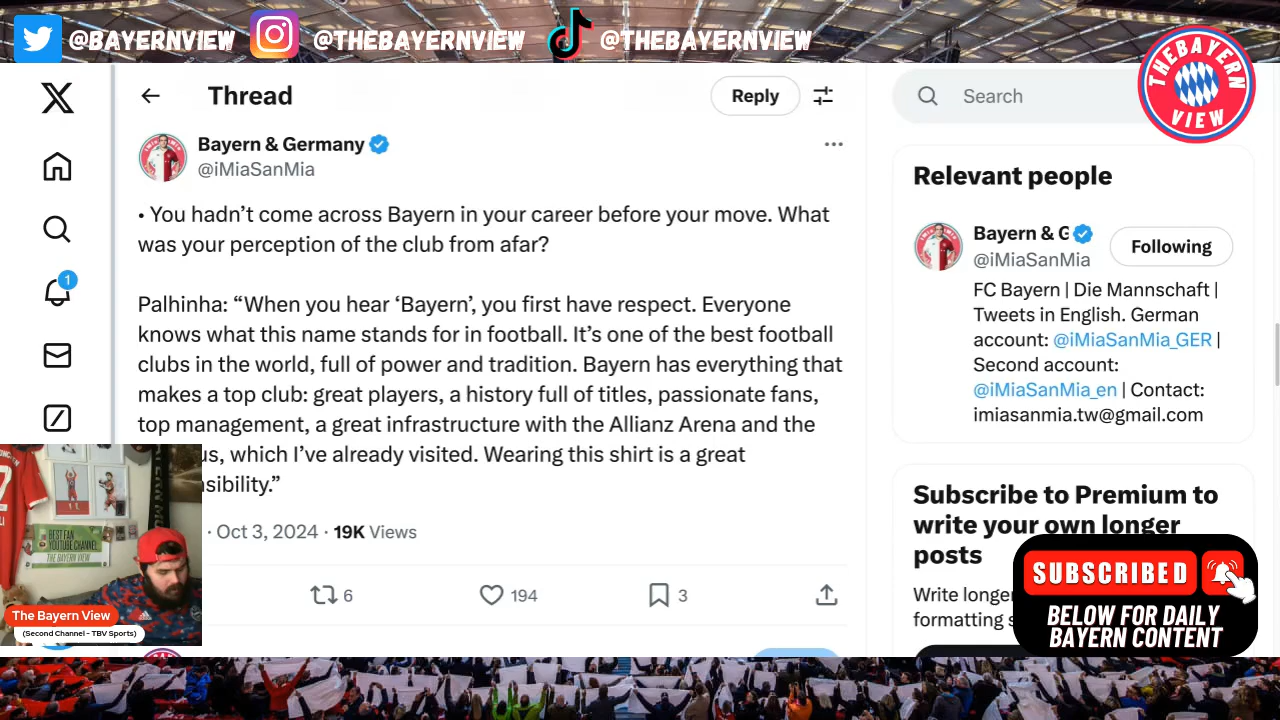 @BAYERNVIEW
@THEBAYERNVIEW
@THEBAYERNVIEW
THEBAYERN
VIEW
Thread
Reply
Search
Bayern & Germany
@iMiaSanMia
• You hadn’t come across Bayern in your career before your move. What
was your perception of the club from afar?
Palhinha: “When you hear ‘Bayern’, you first have respect. Everyone
knows what this name stands for in football. It’s one of the best football
clubs in the world, full of power and tradition. Bayern has everything that
makes a top club: great players, a history full of titles, passionate fans,
top management, a great infrastructure with the Allianz Arena and the
us, which I’ve already visited. Wearing this shirt is a great
nsibility.”
· Oct 3, 2024 · 19K Views
6
194
3
1
Relevant people
Bayern & G
@iMiaSanMia
Following
FC Bayern | Die Mannschaft |
Tweets in English. German
account: @iMiaSanMia_GER |
Second account:
@iMiaSanMia_en | Contact:
imiasanmia.tw@gmail.com
Subscribe to Premium to
write your own longer
posts
Write longer
formatting s
SUBSCRIBED
BELOW FOR DAILY
BAYERN CONTENT
BEST FAN
YOUTUBE CHANNEL
THE BAYERN VIEW
The Bayern View
(Second Channel - TBV Sports)